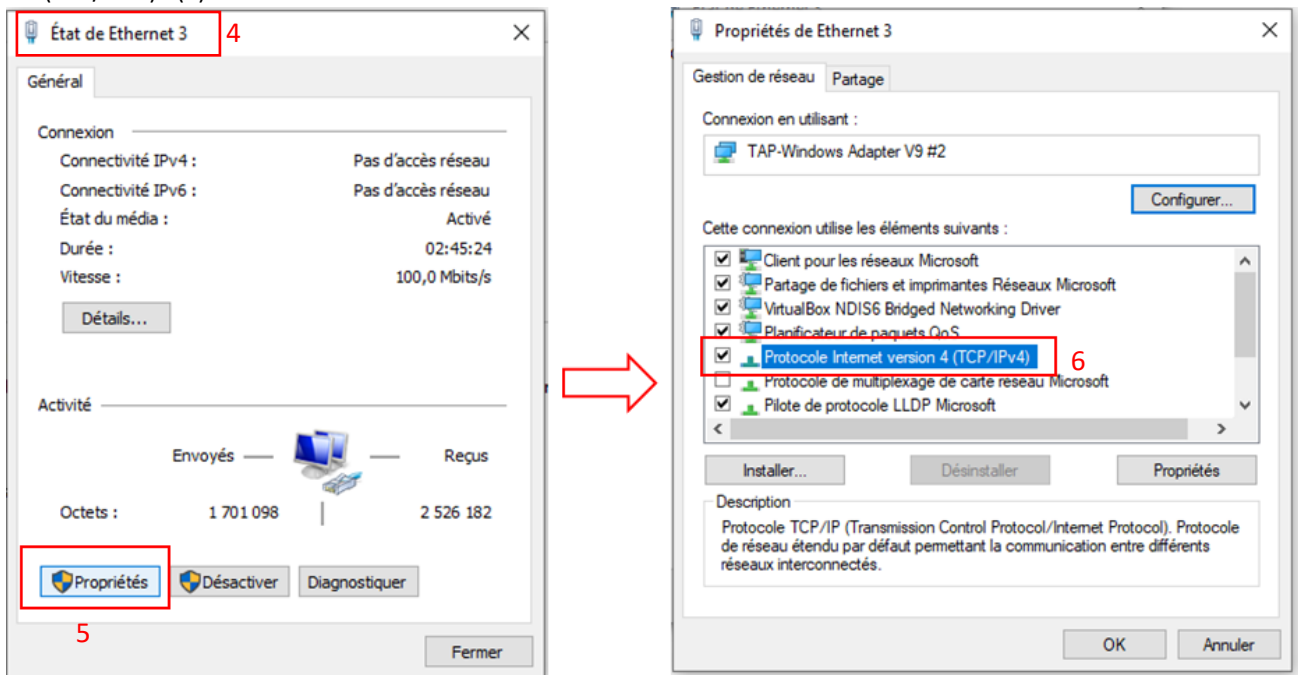 État de Ethernet 3
4
Général
Connexion
Connectivité IPv4 :
Pas d'accès réseau
Connectivité IPv6 :
Pas d'accès réseau
État du média :
Activé
Durée :
02:45:24
Vitesse :
100,0 Mbits/s
Détails...
Activité
Envoyés
Reçus
Octets :
1 701 098
2 526 182
Propriétés
Désactiver
Diagnostiquer
5
Fermer
Propriétés de Ethernet 3
Gestion de réseau
Partage
Connexion en utilisant :
TAP-Windows Adapter V9 #2
Configurer...
Cette connexion utilise les éléments suivants :
Client pour les réseaux Microsoft
Partage de fichiers et imprimantes Réseaux Microsoft
VirtualBox NDIS6 Bridged Networking Driver
Planificateur de paquets QoS
Protocole Internet version 4 (TCP/IPv4)
6
Protocole de multiplexage de carte réseau Microsoft
Pilote de protocole LLDP Microsoft
Installer...
Désinstaller
Propriétés
Description
Protocole TCP/IP (Transmission Control Protocol/Internet Protocol). Protocole
de réseau étendu par défaut permettant la communication entre différents
réseaux interconnectés.
OK
Annuler